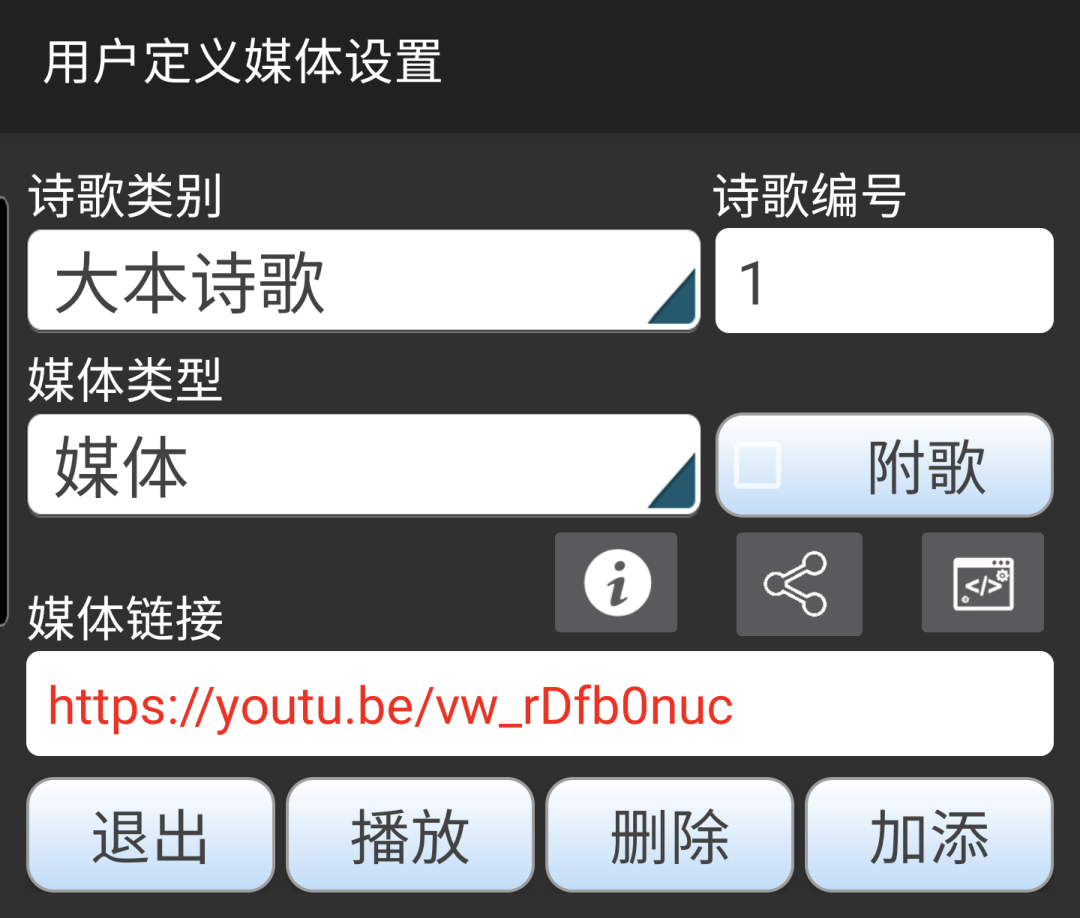 用户定义媒体设置
诗歌类别 诗歌编号
大本诗歌 1
媒体类型
媒体 附歌
媒体链接
https://youtu.be/vw_rDfb0nuc
退出 播放 删除 加添